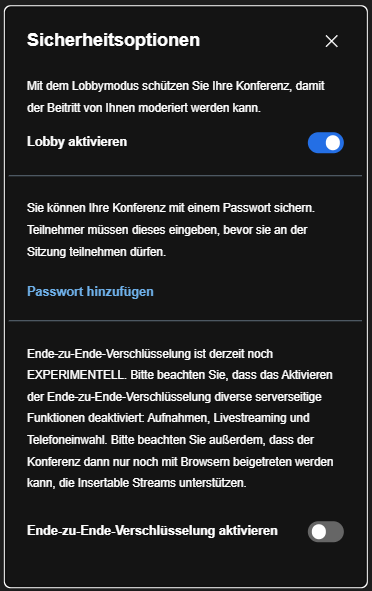 Sicherheitsoptionen
Mit dem Lobbymodus schützen Sie Ihre Konferenz, damit
der Beitritt von Ihnen moderiert werden kann.
Lobby aktivieren
Sie können Ihre Konferenz mit einem Passwort sichern.
Teilnehmer müssen dieses eingeben, bevor sie an der
Sitzung teilnehmen dürfen.
Passwort hinzufügen
Ende-zu-Ende-Verschlüsselung ist derzeit noch
EXPERIMENTELL. Bitte beachten Sie, dass das Aktivieren
der Ende-zu-Ende-Verschlüsselung diverse serverseitige
Funktionen deaktiviert: Aufnahmen, Livestreaming und
Telefoneinwahl. Bitte beachten Sie außerdem, dass der
Konferenz dann nur noch mit Browsern beigetreten werden
kann, die Insertable Streams unterstützen.
Ende-zu-Ende-Verschlüsselung aktivieren